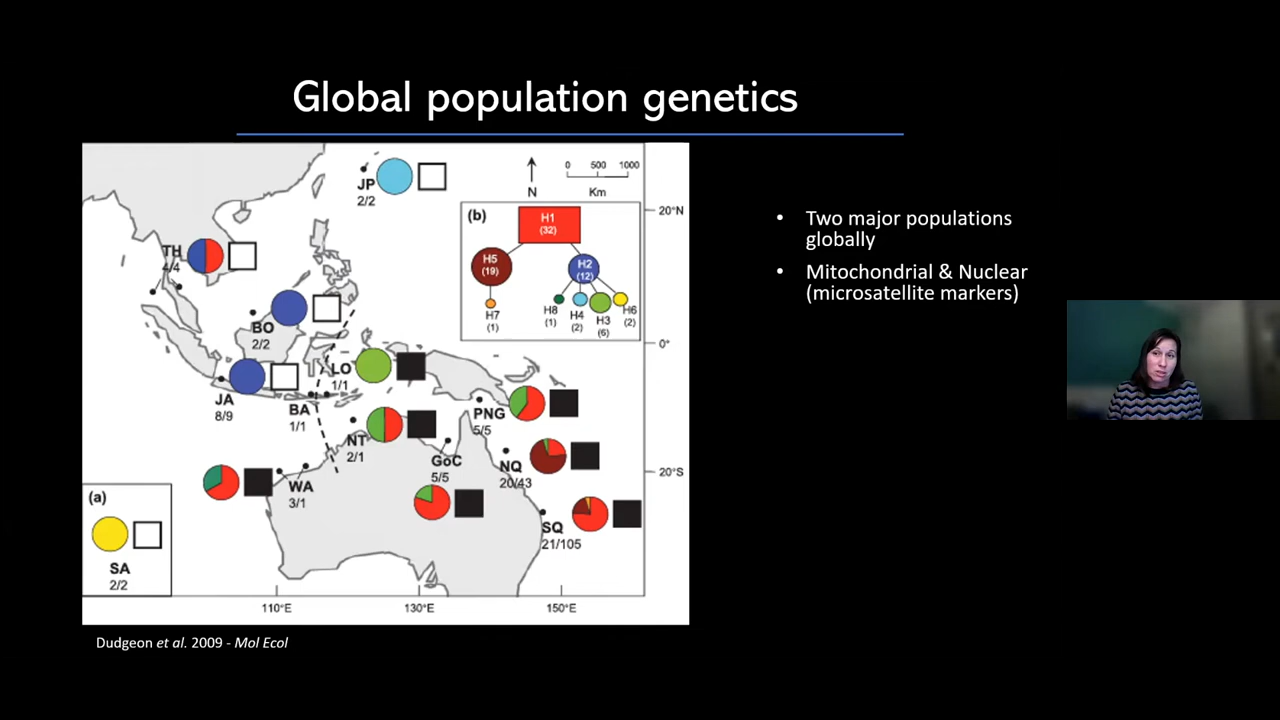 Global population genetics
JP
2/2
N
0 500 1000
Km
20°N
(b)
H1
(32)
H5
(19)
H2
(12)
H7
(1)
H8
(1)
H4
(2)
H3
(6)
H6
(2)
TH
4/4
BO
2/2
0°
LO
1/1
JA
8/9
BA
1/1
PNG
5/5
NT
2/1
GoC
5/5
NQ
20/43
20°S
WA
3/1
SQ
21/105
(a)
SA
2/2
110°E
130°E
150°E
• Two major populations
globally
• Mitochondrial & Nuclear
(microsatellite markers)
Dudgeon et al. 2009 - Mol Ecol